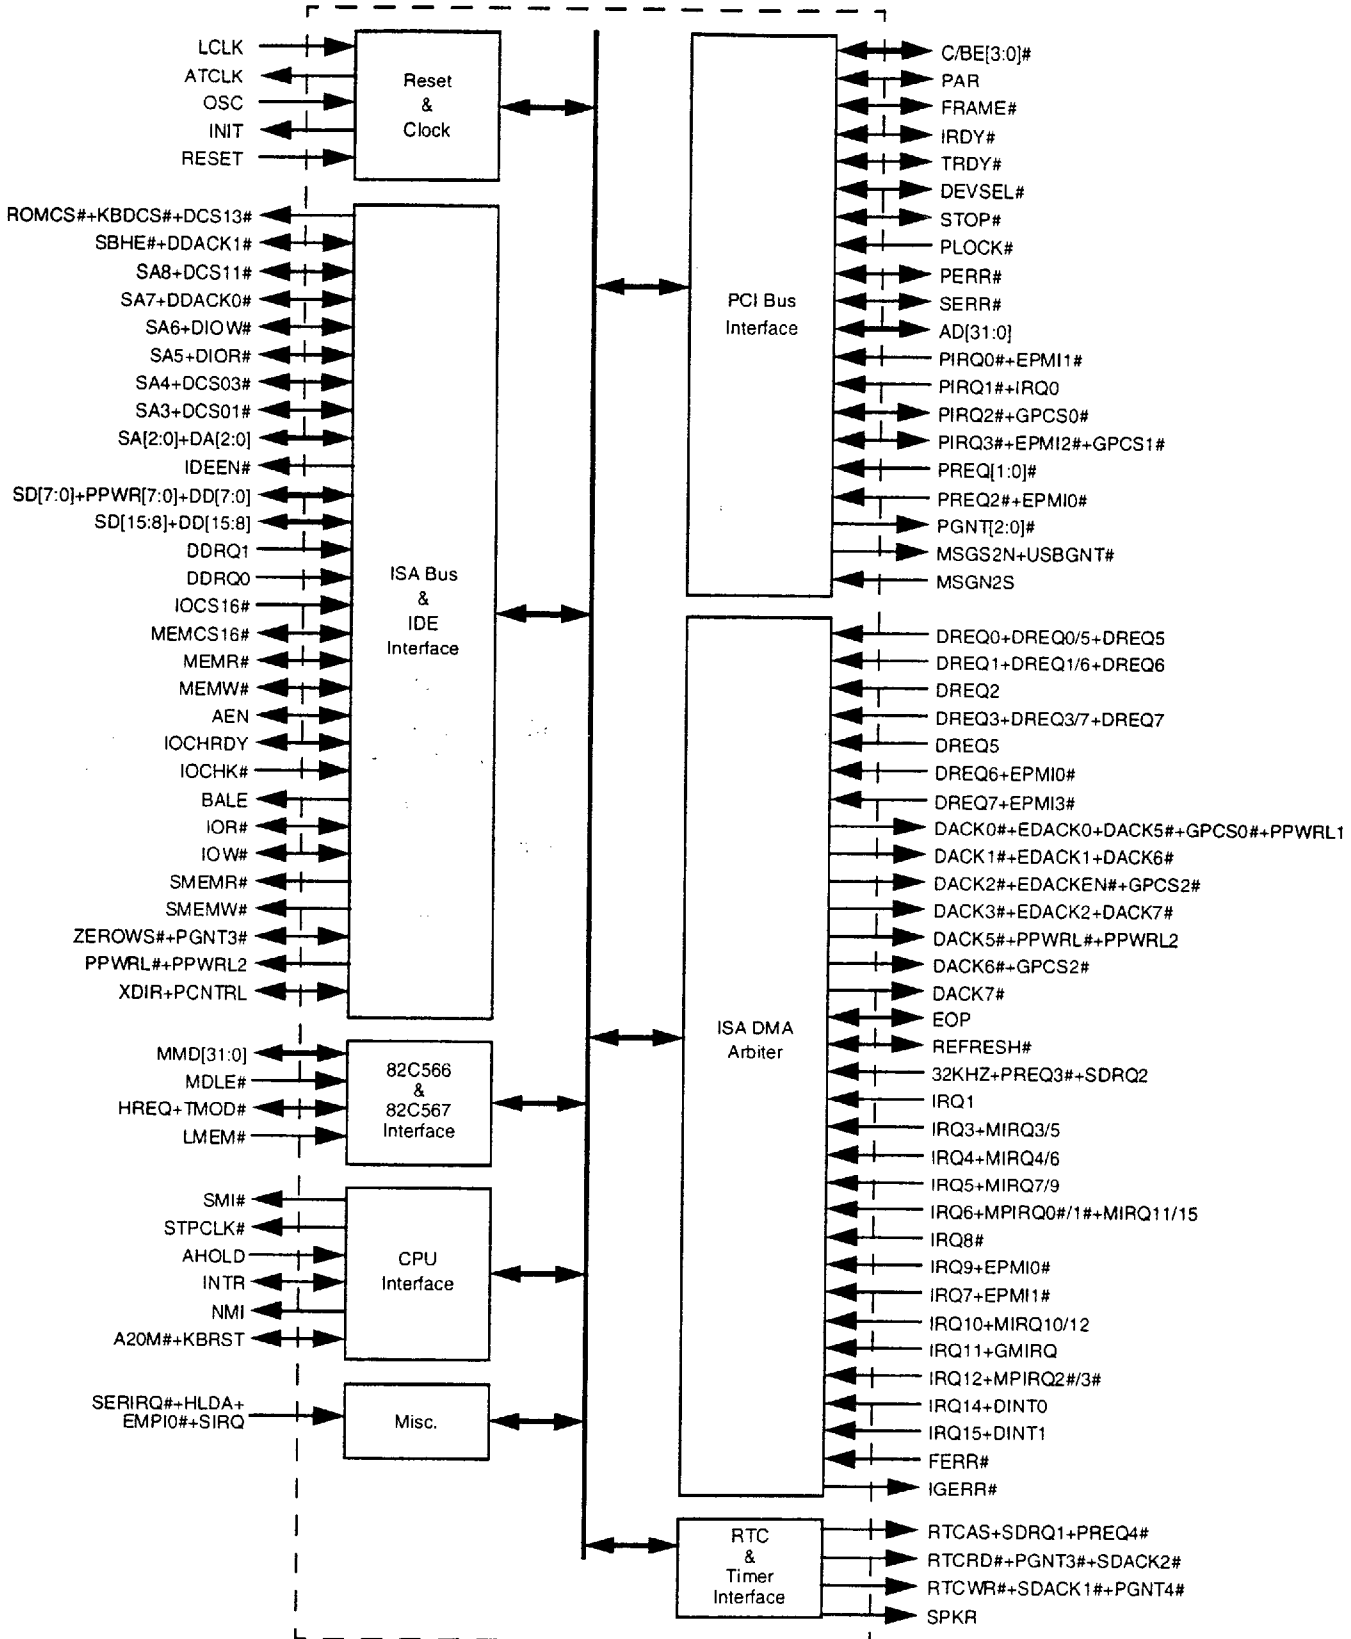 LCLK
ATCLK
OSC
INIT
RESET
Reset
&
Clock
ROMCS#+KBDCS#+DCS13#
SBHE#+DDACK1#
SA8+DCS11#
SA7+DDACK0#
SA6+DIOW#
SA5+DIOR#
SA4+DCS03#
SA3+DCS01#
SA[2:0]+DA[2:0]
IDEEN#
SD[7:0]+PPWR[7:0]+DD[7:0]
SD[15:8]+DD[15:8]
DDRQ1
DDRQ0
IOCS16#
MEMCS16#
MEMR#
MEMW#
AEN
IOCHRDY
IOCHK#
BALE
IOR#
IOW#
SMEMR#
SMEMW#
ZEROWS#+PGNT3#
PPWRL#+PPWRL2
XDIR+PCNTRL
ISA Bus
&
IDE
Interface
MMD[31:0]
MDLE#
HREQ+TMOD#
LMEM#
82C566
&
82C567
Interface
SMI#
STPCLK#
AHOLD
INTR
NMI
A20M#+KBRST
CPU
Interface
SERIRQ#+HLDA+
EMPI0#+SIRQ
Misc.
PCI Bus
Interface
C/BE[3:0]#
PAR
FRAME#
IRDY#
TRDY#
DEVSEL#
STOP#
PLOCK#
PERR#
SERR#
AD[31:0]
PIRQ0#+EPMI1#
PIRQ1#+IRQ0
PIRQ2#+GPCS0#
PIRQ3#+EPMI2#+GPCS1#
PREQ[1:0]#
PREQ2#+EPMI0#
PGNT[2:0]#
MSGS2N+USBGNT#
MSGN2S
ISA DMA
Arbiter
DREQ0+DREQ0/5+DREQ5
DREQ1+DREQ1/6+DREQ6
DREQ2
DREQ3+DREQ3/7+DREQ7
DREQ5
DREQ6+EPMI0#
DREQ7+EPMI3#
DACK0#+EDACK0+DACK5#+GPCS0#+PPWRL1
DACK1#+EDACK1+DACK6#
DACK2#+EDACKEN#+GPCS2#
DACK3#+EDACK2+DACK7#
DACK5#+PPWRL#+PPWRL2
DACK6#+GPCS2#
DACK7#
EOP
REFRESH#
32KHZ+PREQ3#+SDRQ2
IRQ1
IRQ3+MIRQ3/5
IRQ4+MIRQ4/6
IRQ5+MIRQ7/9
IRQ6+MPIRQ0#/1#+MIRQ11/15
IRQ8#
IRQ9+EPMI0#
IRQ7+EPMI1#
IRQ10+MIRQ10/12
IRQ11+GMIRQ
IRQ12+MPIRQ2#/3#
IRQ14+DINT0
IRQ15+DINT1
FERR#
IGERR#
RTC
&
Timer
Interface
RTCAS+SDRQ1+PREQ4#
RTCRD#+PGNT3#+SDACK2#
RTCWR#+SDACK1#+PGNT4#
SPKR